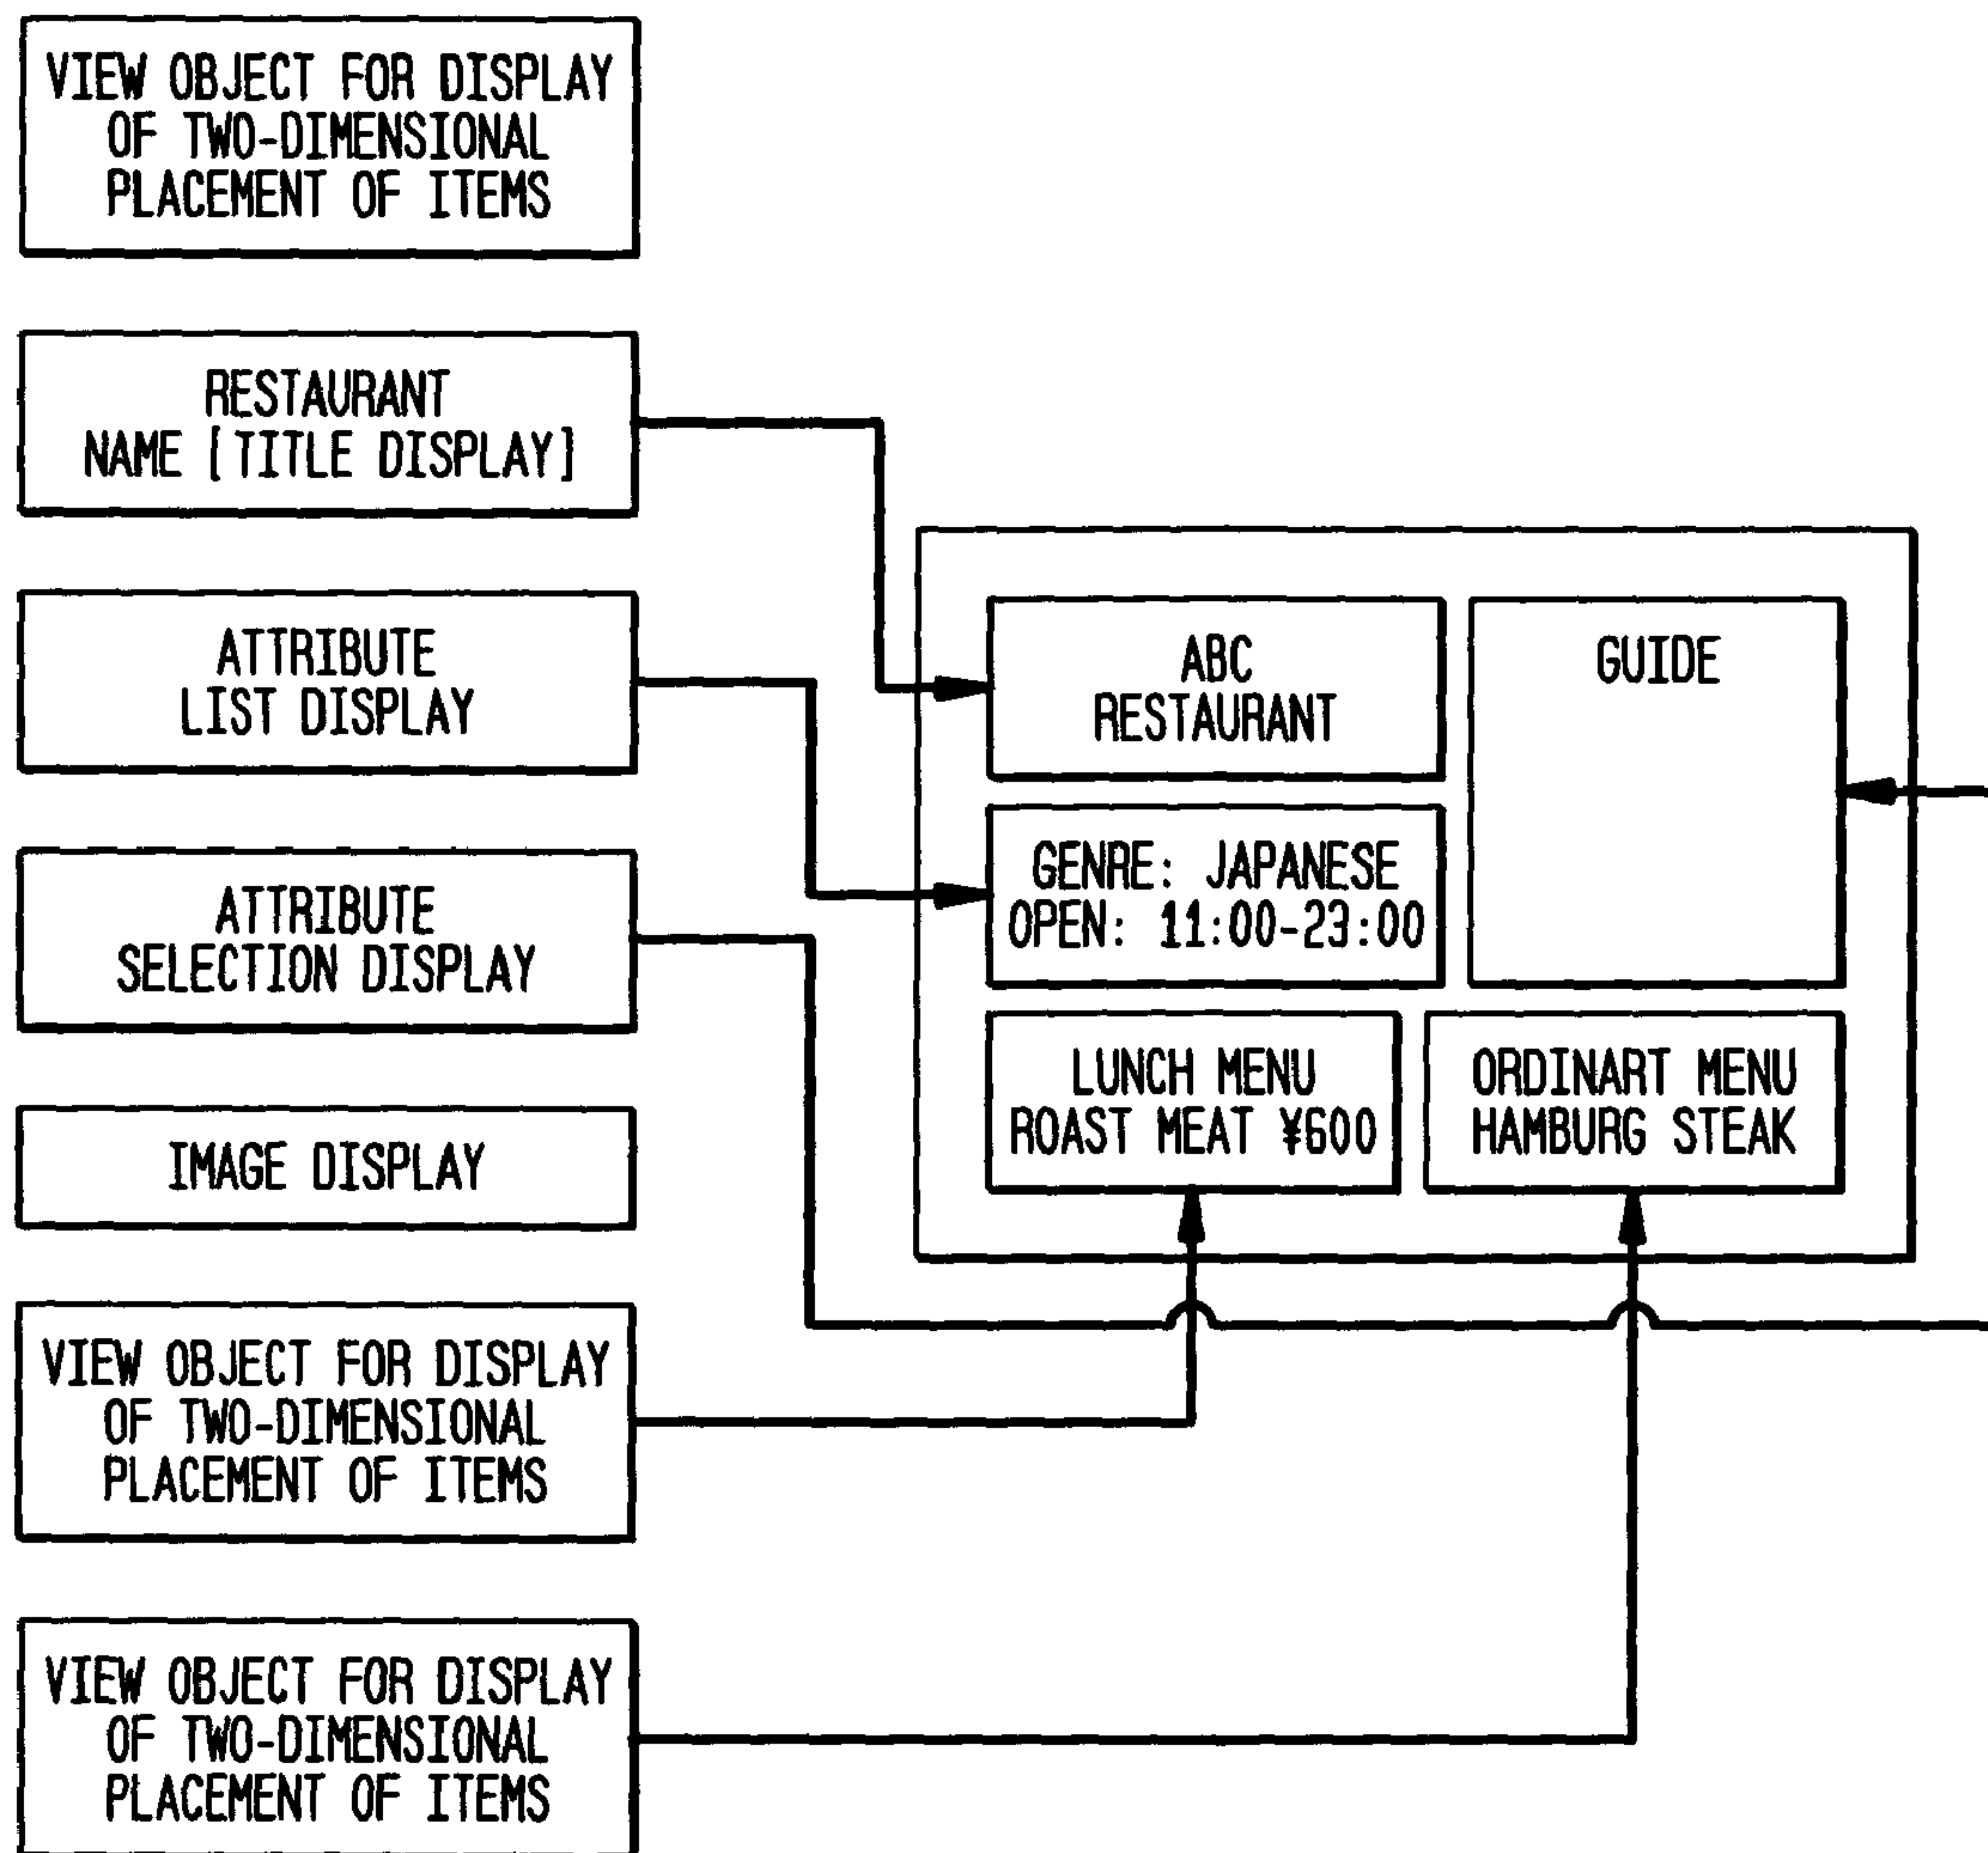 VIEW OBJECT FOR DISPLAY
OF TWO-DIMENSIONAL
PLACEMENT OF ITEMS
RESTAURANT
NAME [TITLE DISPLAY]
ATTRIBUTE
LIST DISPLAY
ATTRIBUTE
SELECTION DISPLAY
IMAGE DISPLAY
VIEW OBJECT FOR DISPLAY
OF TWO-DIMENSIONAL
PLACEMENT OF ITEMS
VIEW OBJECT FOR DISPLAY
OF TWO-DIMENSIONAL
PLACEMENT OF ITEMS
ABC
RESTAURANT
GUIDE
GENRE: JAPANESE
OPEN: 11:00-23:00
LUNCH MENU
ROAST MEAT ¥600
ORDINART MENU
HAMBURG STEAK